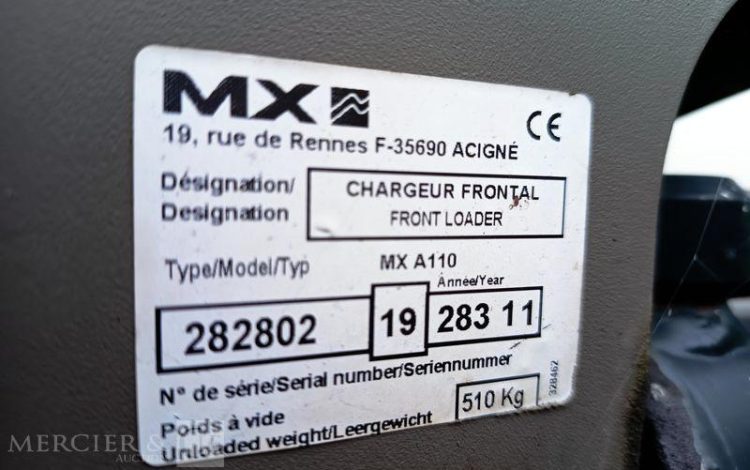 MX
19, rue de Rennes F-35690 ACIGNÉ
CE
Désignation/
Designation
CHARGEUR FRONTAL
FRONT LOADER
Type/Model/Typ MX A110
Année/Year
282802 19 283 11
N° de série/Serial number/Seriennummer
Poids à vide
Unloaded weight/Leergewicht
510 Kg
328462
MERCIER &
AUCTION